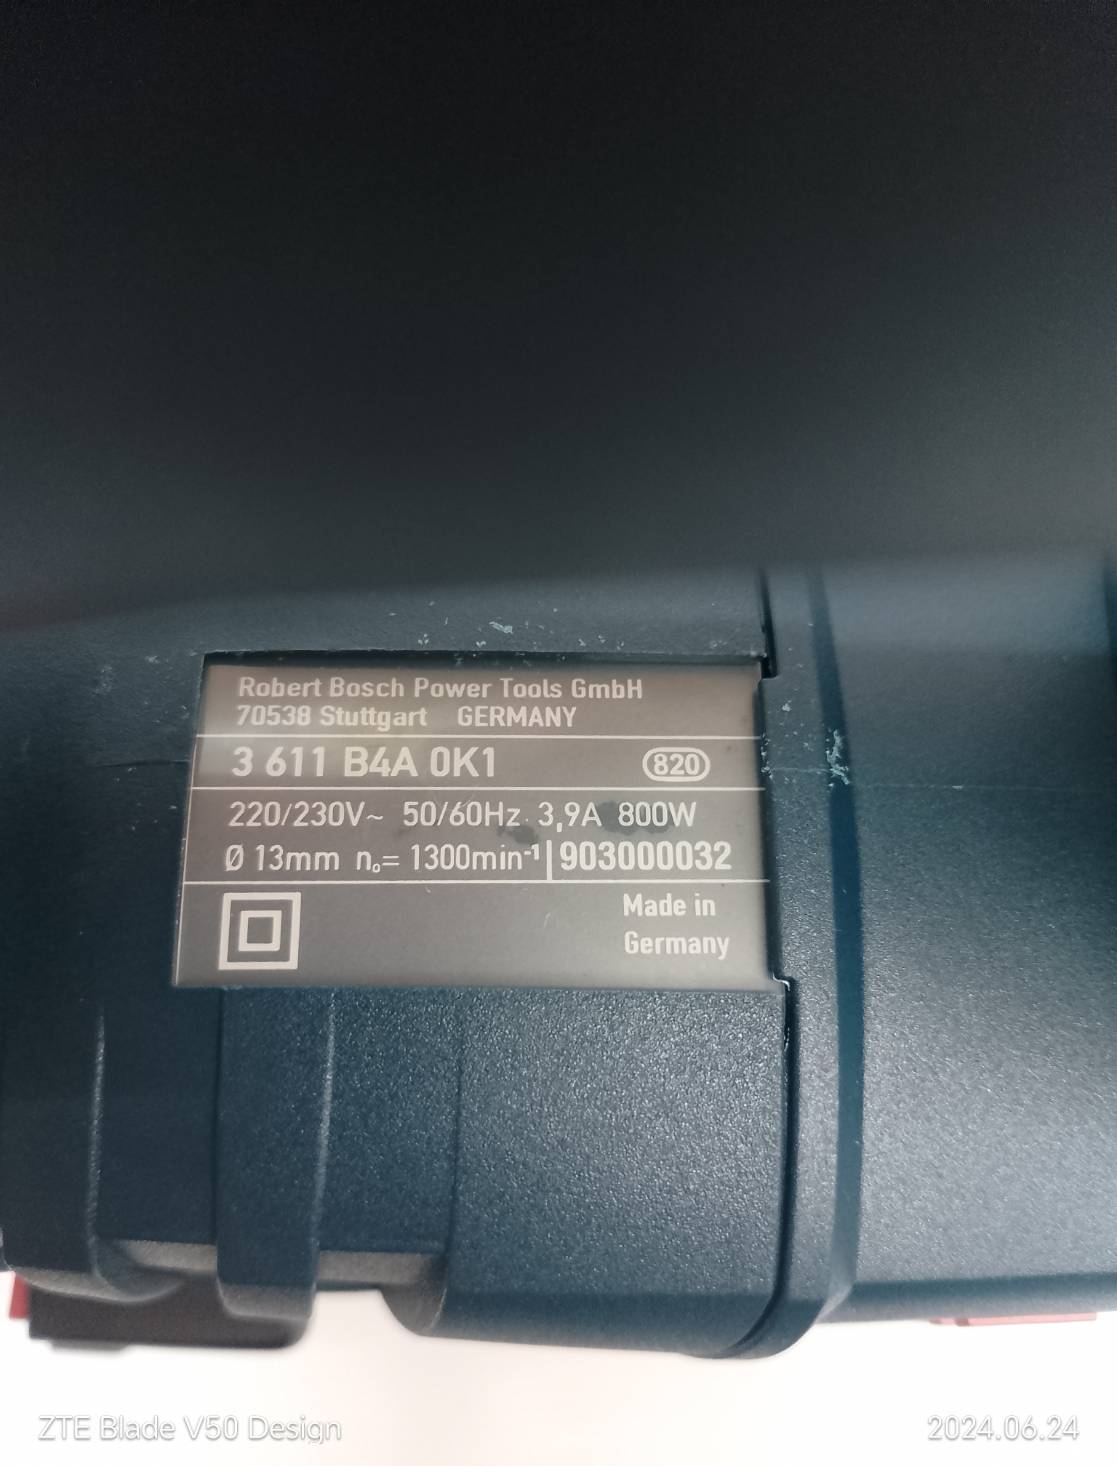 Robert Bosch Power Tools GmbH
70538 Stuttgart GERMANY
3 611 B4A 0K1 820
220/230V~ 50/60Hz 3,9A 800W
Ø 13mm n₀= 1300min⁻¹ | 903000032
Made in
Germany
ZTE Blade V50 Design 2024.06.24